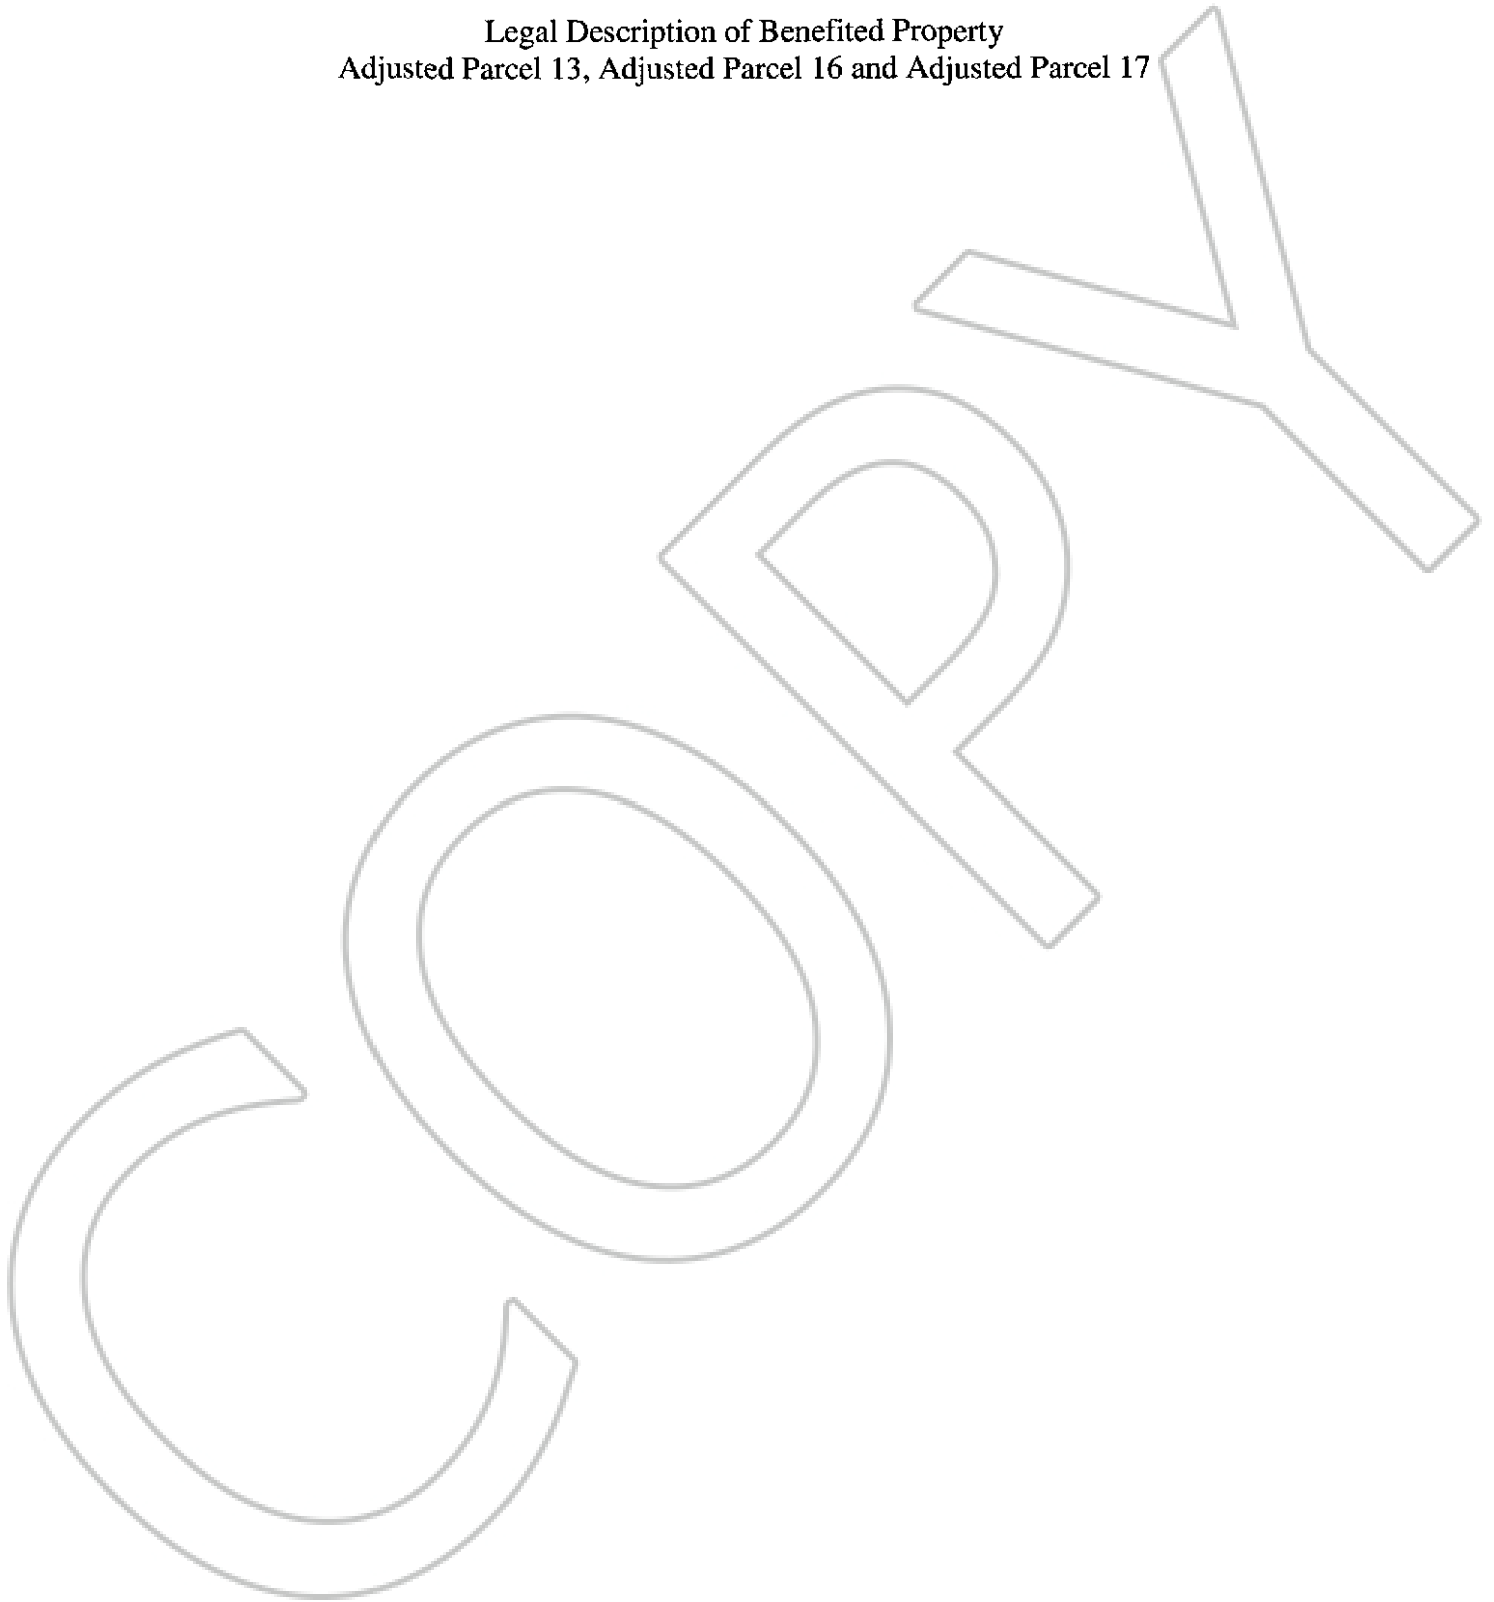 Legal Description of Benefited Property
Adjusted Parcel 13, Adjusted Parcel 16 and Adjusted Parcel 17
COPY